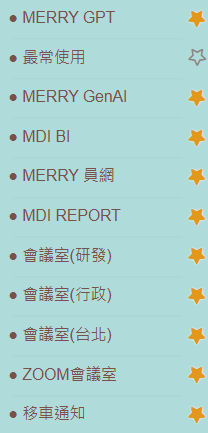 ● MERRY GPT
● 最常使用
● MERRY GenAI
● MDI BI
● MERRY 員網
● MDI REPORT
● 會議室(研發)
● 會議室(行政)
● 會議室(台北)
● ZOOM會議室
● 移車通知